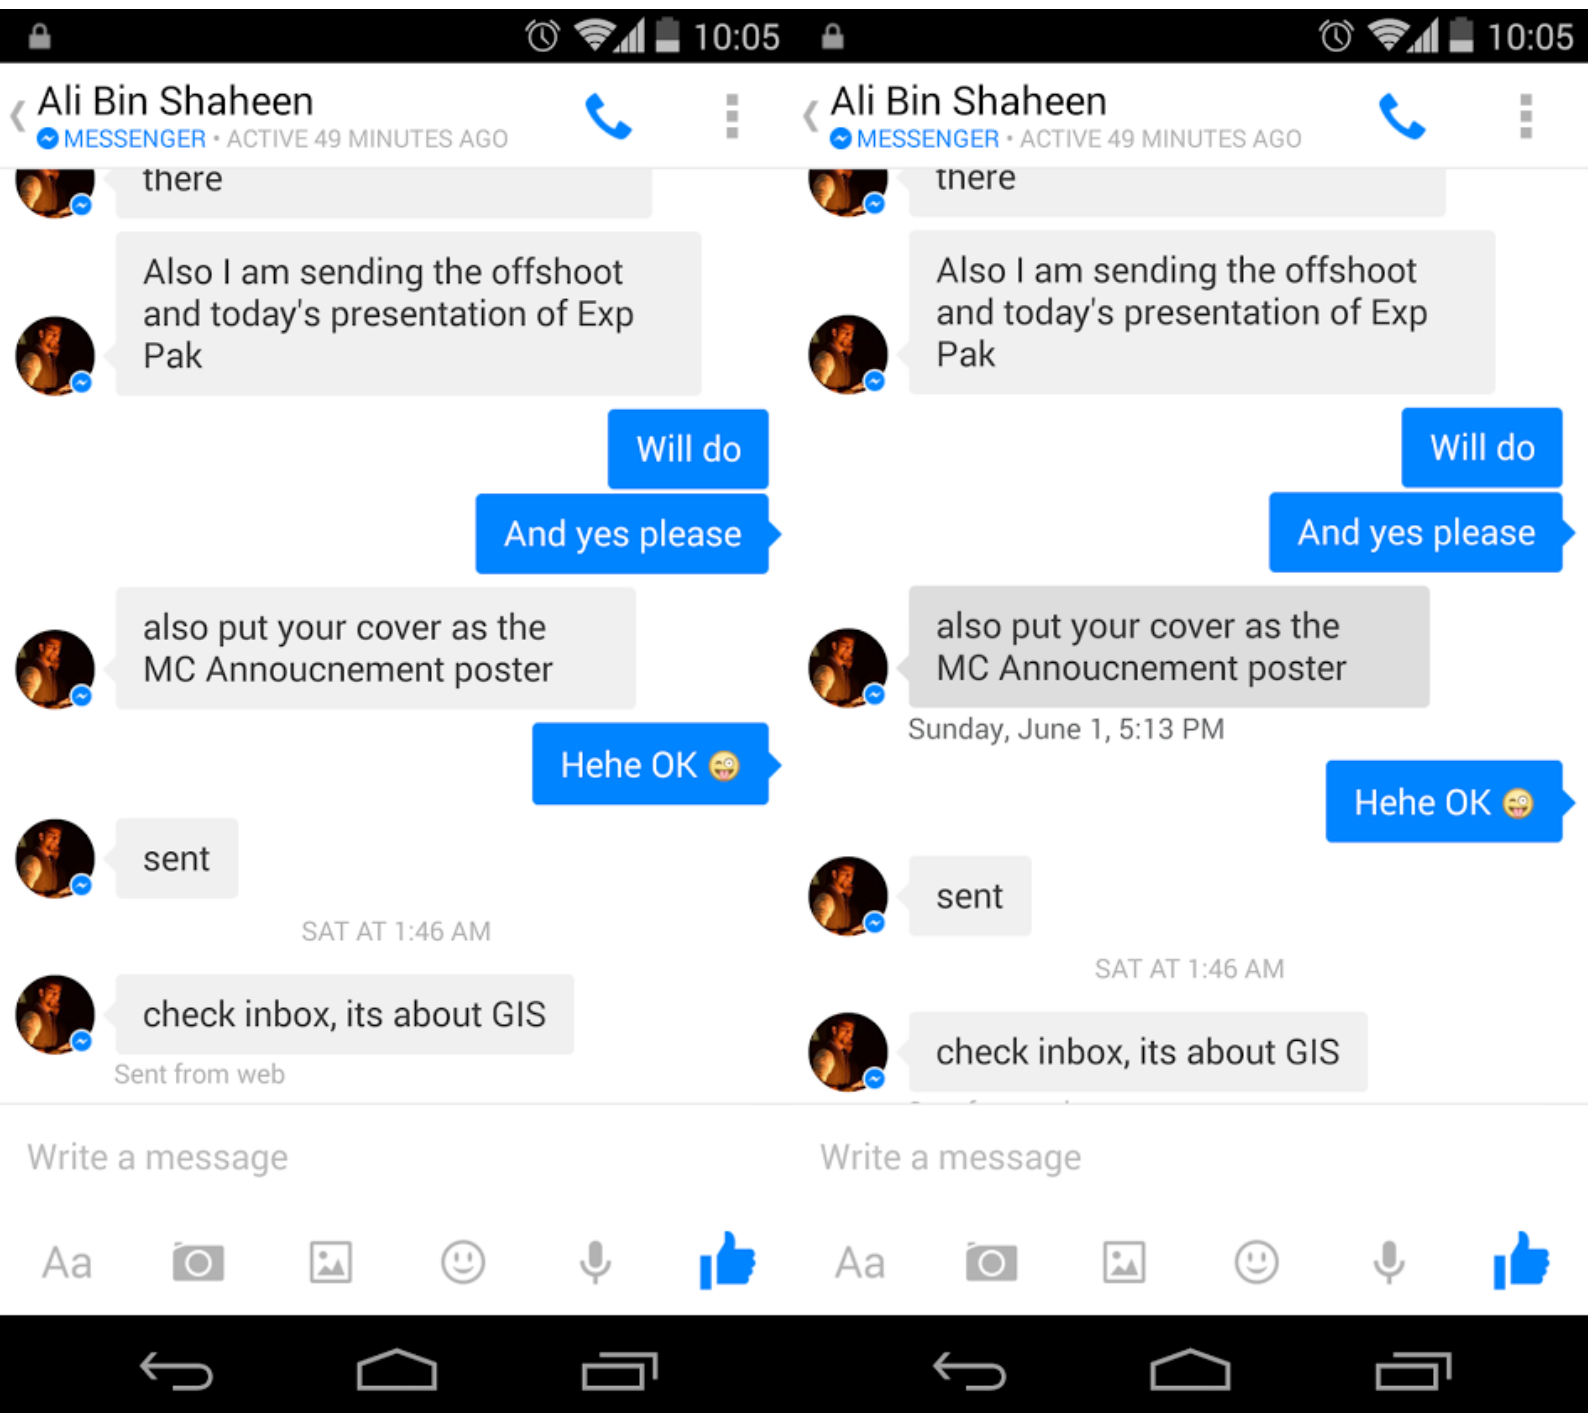 10:05
Ali Bin Shaheen
MESSENGER • ACTIVE 49 MINUTES AGO
there
Also I am sending the offshoot
and today's presentation of Exp
Pak
Will do
And yes please
also put your cover as the
MC Annoucnement poster
Hehe OK 😜
sent
SAT AT 1:46 AM
check inbox, its about GIS
Sent from web
Write a message
Aa
10:05
Ali Bin Shaheen
MESSENGER • ACTIVE 49 MINUTES AGO
there
Also I am sending the offshoot
and today's presentation of Exp
Pak
Will do
And yes please
also put your cover as the
MC Annoucnement poster
Sunday, June 1, 5:13 PM
Hehe OK 😜
sent
SAT AT 1:46 AM
check inbox, its about GIS
Write a message
Aa